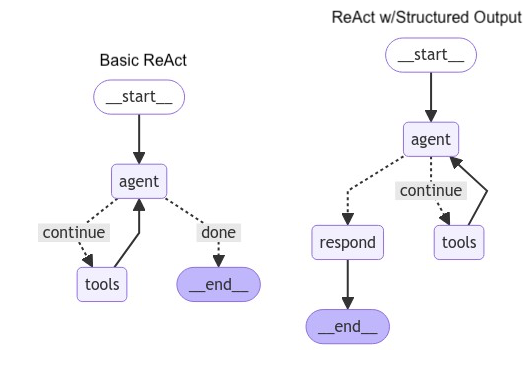 Basic ReAct
__start__
agent
continue
done
tools
__end__
ReAct w/Structured Output
__start__
agent
continue
respond
tools
__end__